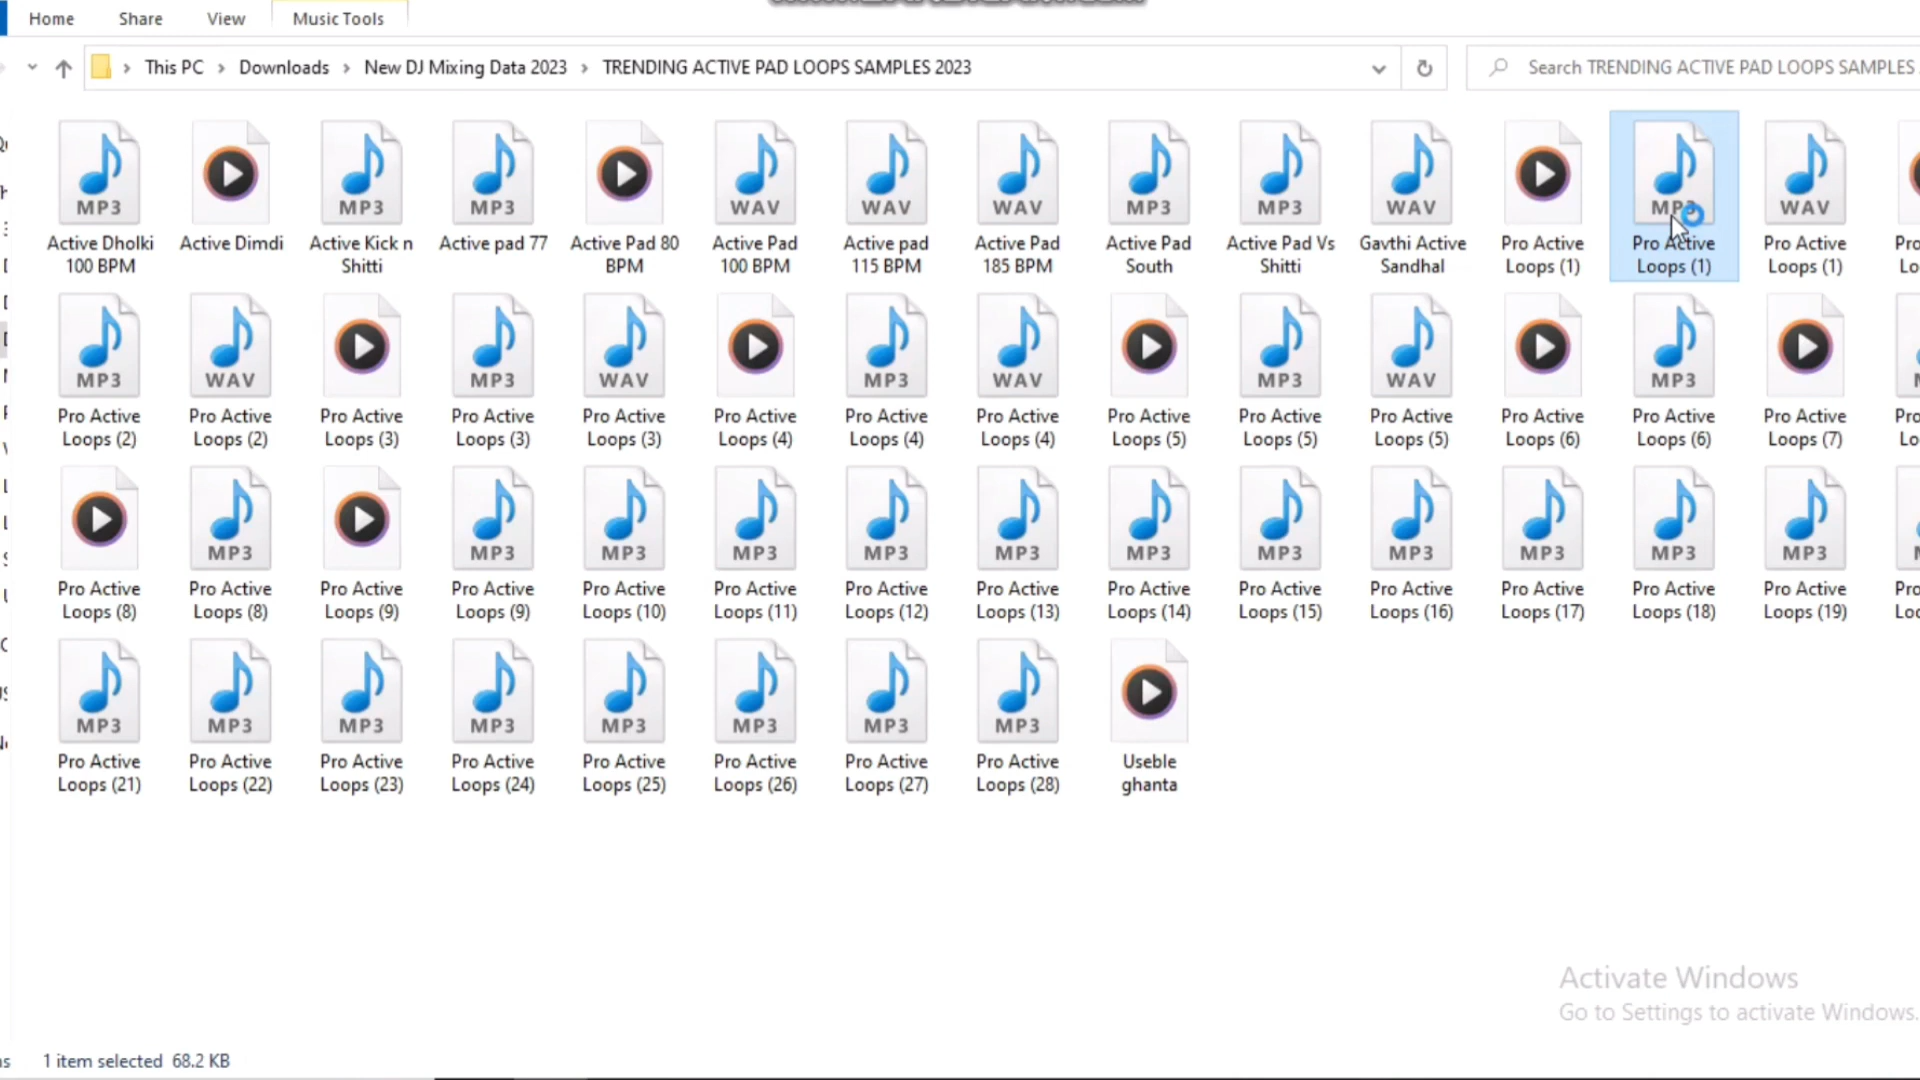 Home Share View Music Tools
This PC Downloads New DJ Mixing Data 2023 TRENDING ACTIVE PAD LOOPS SAMPLES 2023 Search TRENDING ACTIVE PAD LOOPS SAMPLES
MP3 MP3 MP3 WAV WAV WAV MP3 MP3 WAV MP3 WAV
Active Dholki Active Dimdi Active Kick n Active pad 77 Active Pad 80 Active Pad Active pad Active Pad Active Pad Active Pad Vs Gavthi Active Pro Active Pro Active Pro Active
100 BPM Shitti BPM 100 BPM 115 BPM 185 BPM South Shitti Sandhal Loops (1) Loops (1) Loops (1)
MP3 WAV MP3 WAV MP3 WAV MP3 WAV MP3
Pro Active Pro Active Pro Active Pro Active Pro Active Pro Active Pro Active Pro Active Pro Active Pro Active Pro Active Pro Active Pro Active Pro Active
Loops (2) Loops (2) Loops (3) Loops (3) Loops (3) Loops (4) Loops (4) Loops (4) Loops (5) Loops (5) Loops (5) Loops (6) Loops (6) Loops (7)
MP3 MP3 MP3 MP3 MP3 MP3 MP3 MP3 MP3 MP3 MP3 MP3
Pro Active Pro Active Pro Active Pro Active Pro Active Pro Active Pro Active Pro Active Pro Active Pro Active Pro Active Pro Active Pro Active Pro Active
Loops (8) Loops (8) Loops (9) Loops (9) Loops (10) Loops (11) Loops (12) Loops (13) Loops (14) Loops (15) Loops (16) Loops (17) Loops (18) Loops (19)
MP3 MP3 MP3 MP3 MP3 MP3 MP3 MP3
Pro Active Pro Active Pro Active Pro Active Pro Active Pro Active Pro Active Pro Active Useble
Loops (21) Loops (22) Loops (23) Loops (24) Loops (25) Loops (26) Loops (27) Loops (28) ghanta
Activate Windows
Go to Settings to activate Windows.
1 item selected 68.2 KB